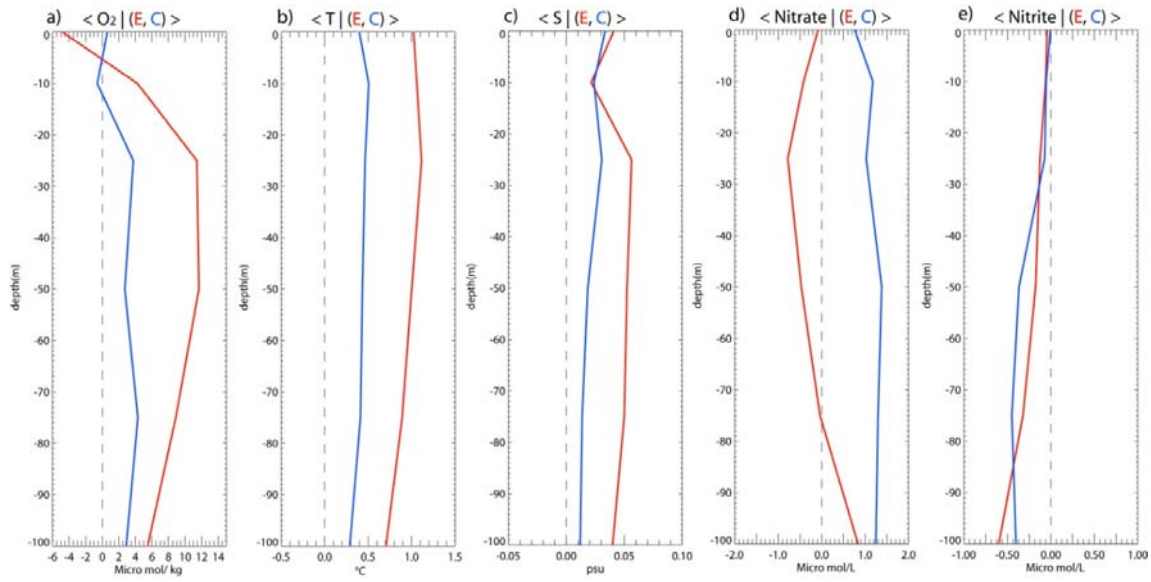 a) < O2 | (E, C) >
b) < T | (E, C) >
c) < S | (E, C) >
d) < Nitrate | (E, C) >
e) < Nitrite | (E, C) >
0
-10
-20
-30
-40
-50
-60
-70
-80
-90
-100
depth(m)
-6 -4 -2 0 2 4 6 8 10 12 14
Micro mol/ kg
0
-10
-20
-30
-40
-50
-60
-70
-80
-90
-100
depth(m)
-0.5 0.0 0.5 1.0 1.5
°C
0
-10
-20
-30
-40
-50
-60
-70
-80
-90
-100
depth(m)
-0.05 0.00 0.05 0.10
psu
0
-10
-20
-30
-40
-50
-60
-70
-80
-90
-100
depth(m)
-2.0 -1.0 0.0 1.0 2.0
Micro mol/L
0
-10
-20
-30
-40
-50
-60
-70
-80
-90
-100
depth(m)
-1.00 -0.50 0.00 0.50 1.00
Micro mol/L